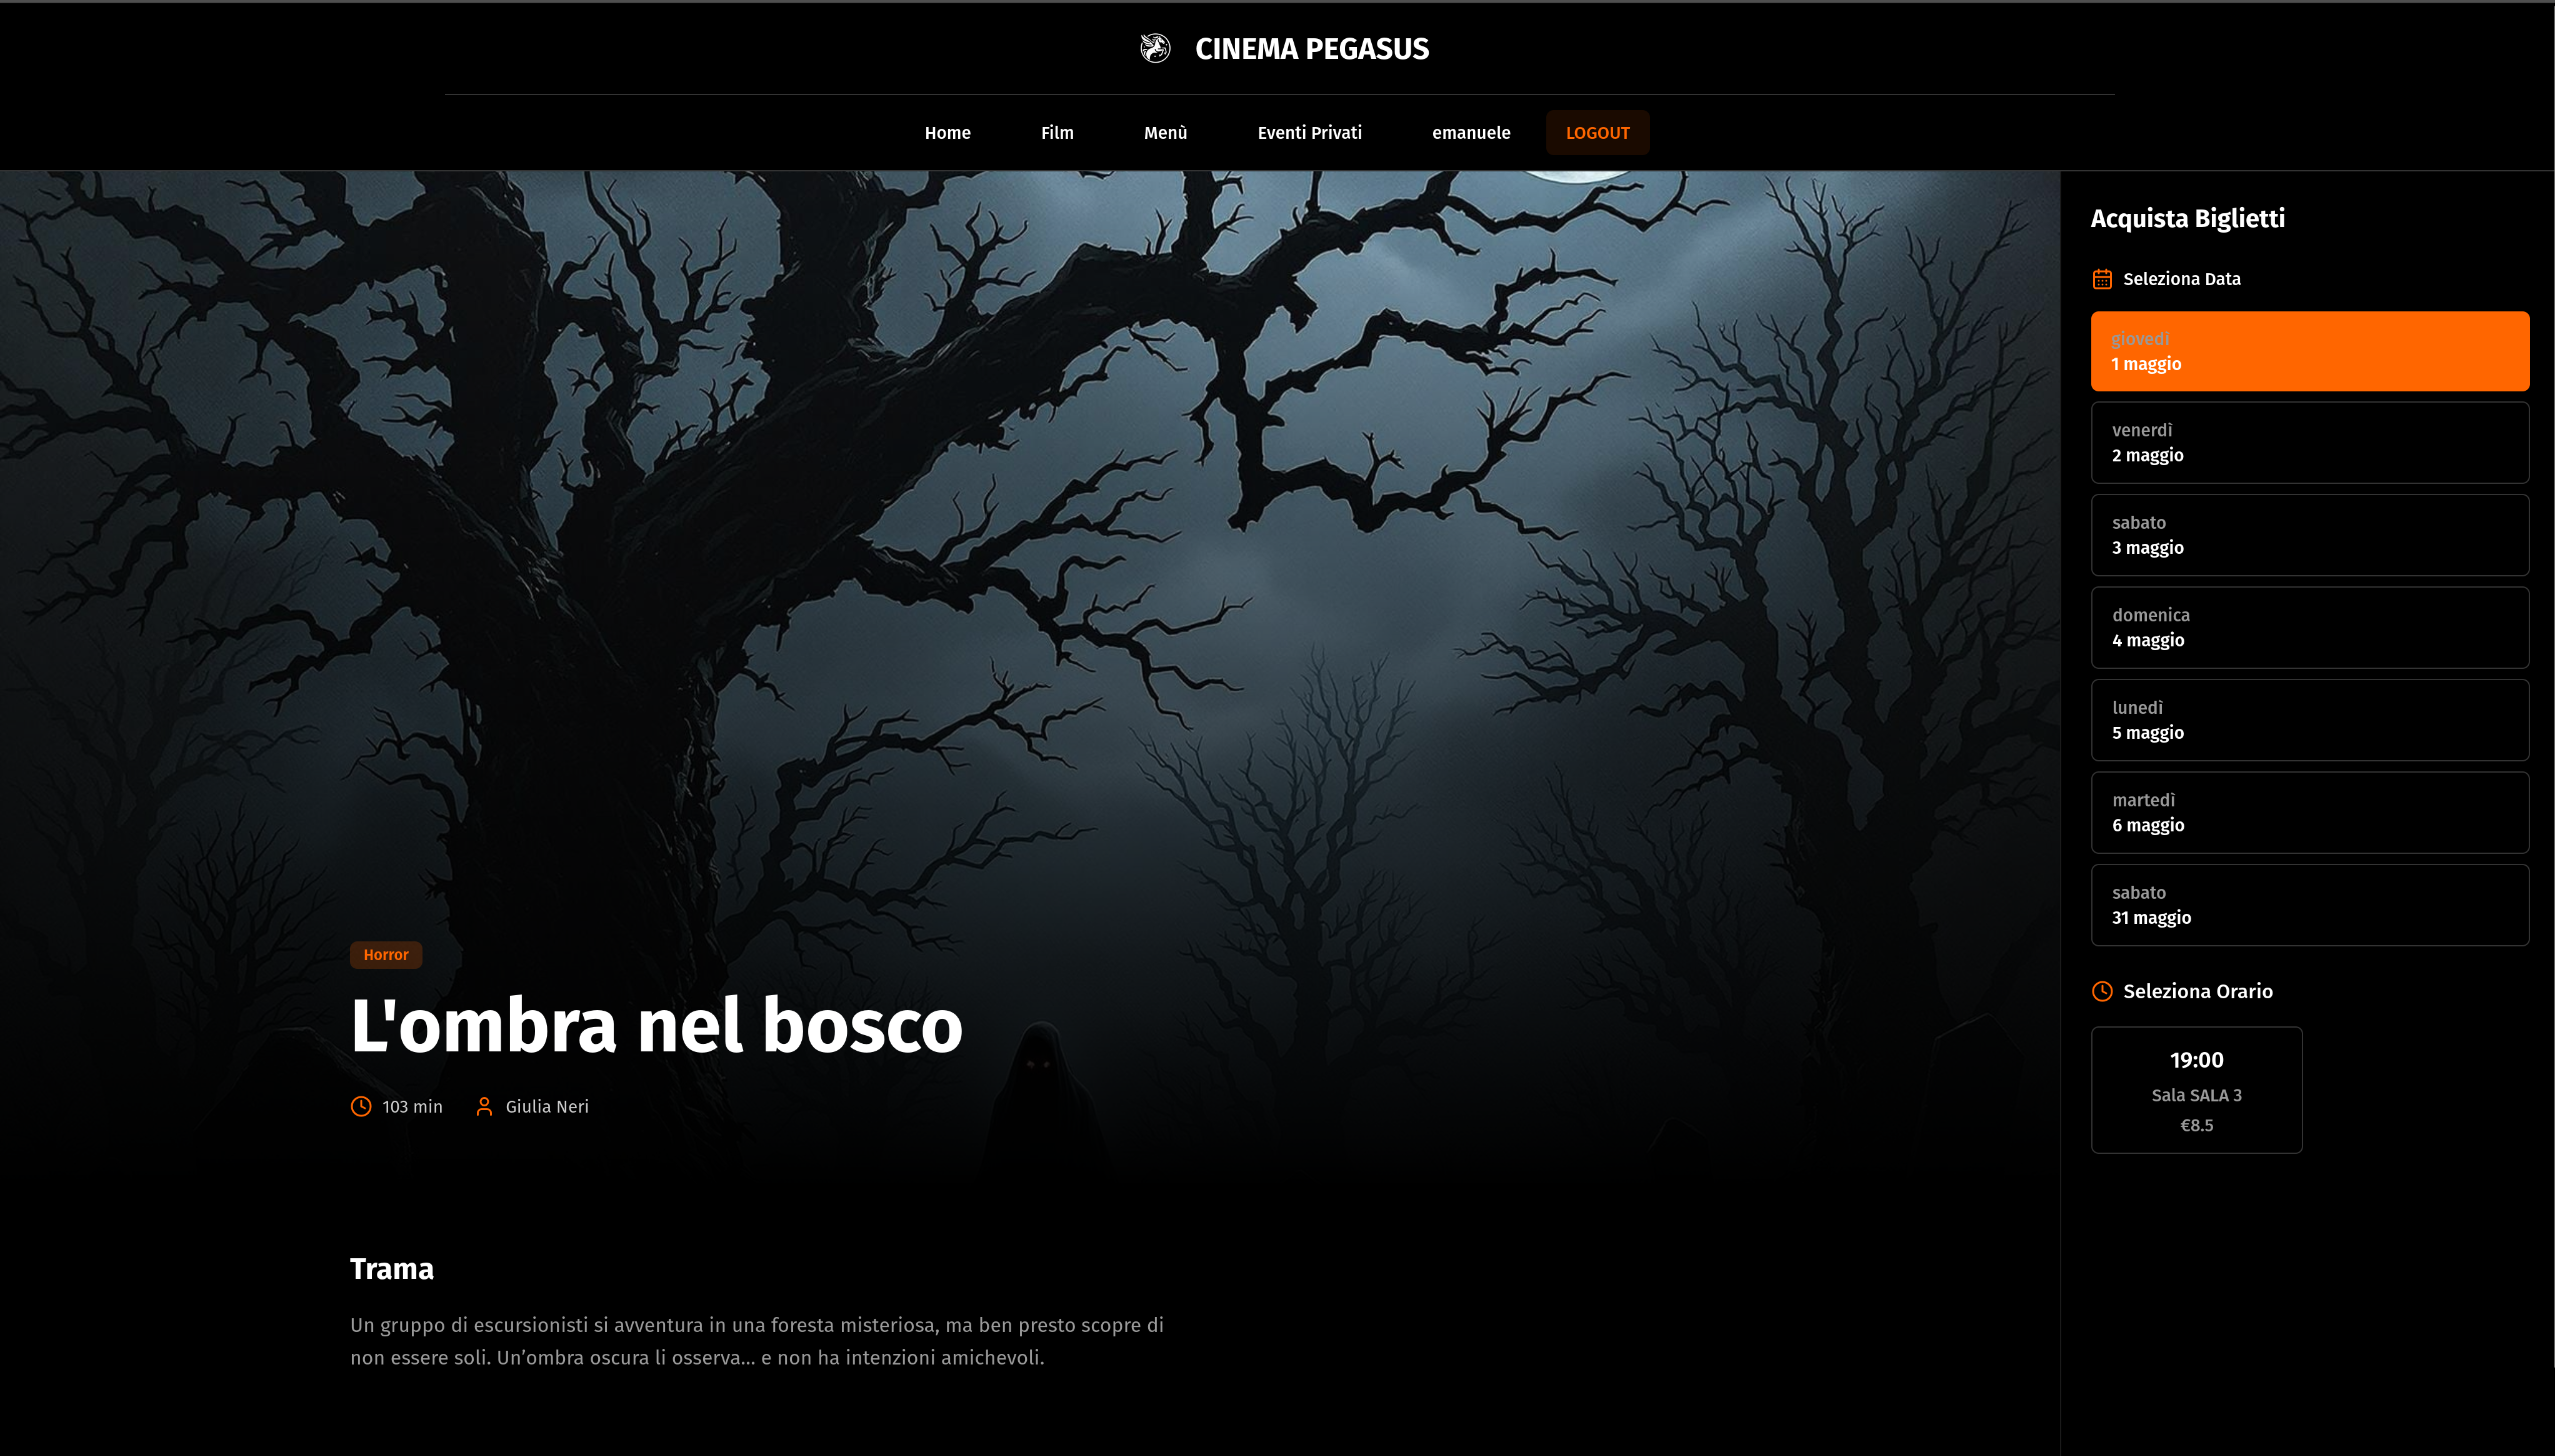 CINEMA PEGASUS
Home Film Menù Eventi Privati emanuele LOGOUT
Horror
L'ombra nel bosco
103 min Giulia Neri
Trama
Un gruppo di escursionisti si avventura in una foresta misteriosa, ma ben presto scopre di
non essere soli. Un’ombra oscura li osserva... e non ha intenzioni amichevoli.
Acquista Biglietti
Seleziona Data
giovedì
1 maggio
venerdì
2 maggio
sabato
3 maggio
domenica
4 maggio
lunedì
5 maggio
martedì
6 maggio
sabato
31 maggio
Seleziona Orario
19:00
Sala SALA 3
€8.5